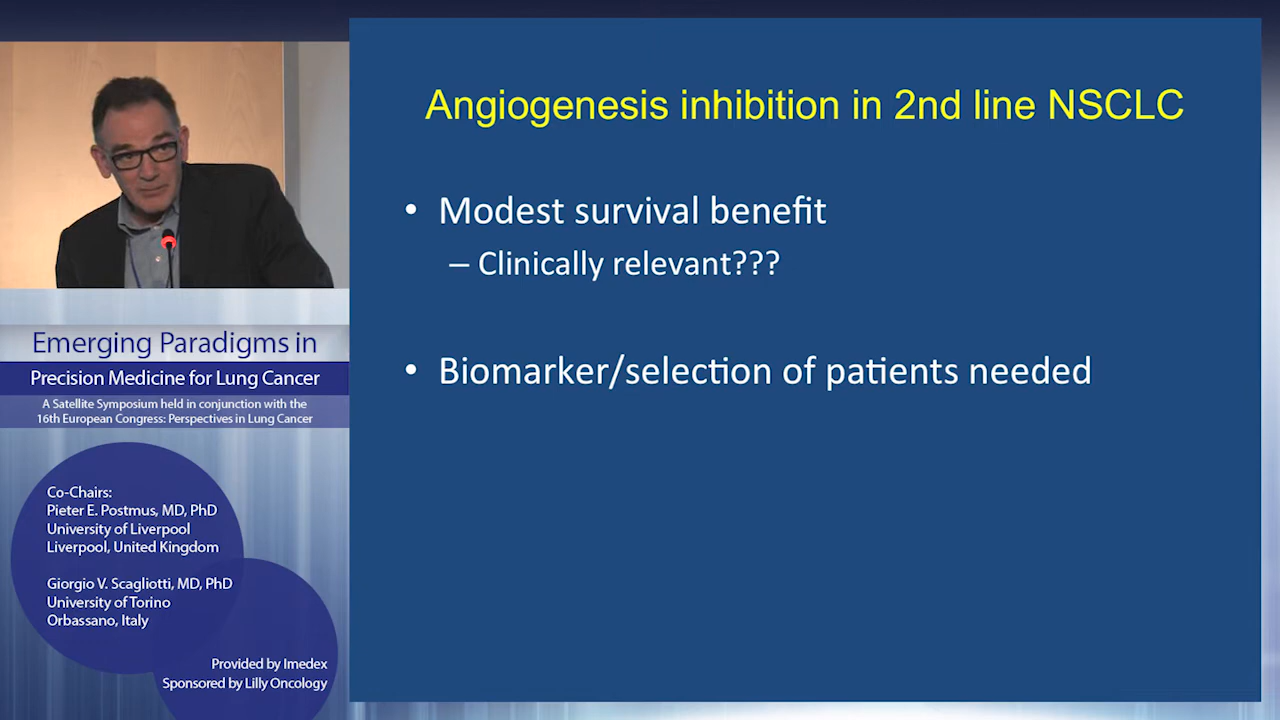 Angiogenesis inhibition in 2nd line NSCLC
• Modest survival benefit
– Clinically relevant???
• Biomarker/selection of patients needed
Emerging Paradigms in
Precision Medicine for Lung Cancer
A Satellite Symposium held in conjunction with the
16th European Congress: Perspectives in Lung Cancer
Co-Chairs:
Pieter E. Postmus, MD, PhD
University of Liverpool
Liverpool, United Kingdom
Giorgio V. Scagliotti, MD, PhD
University of Torino
Orbassano, Italy
Provided by Imedex
Sponsored by Lilly Oncology